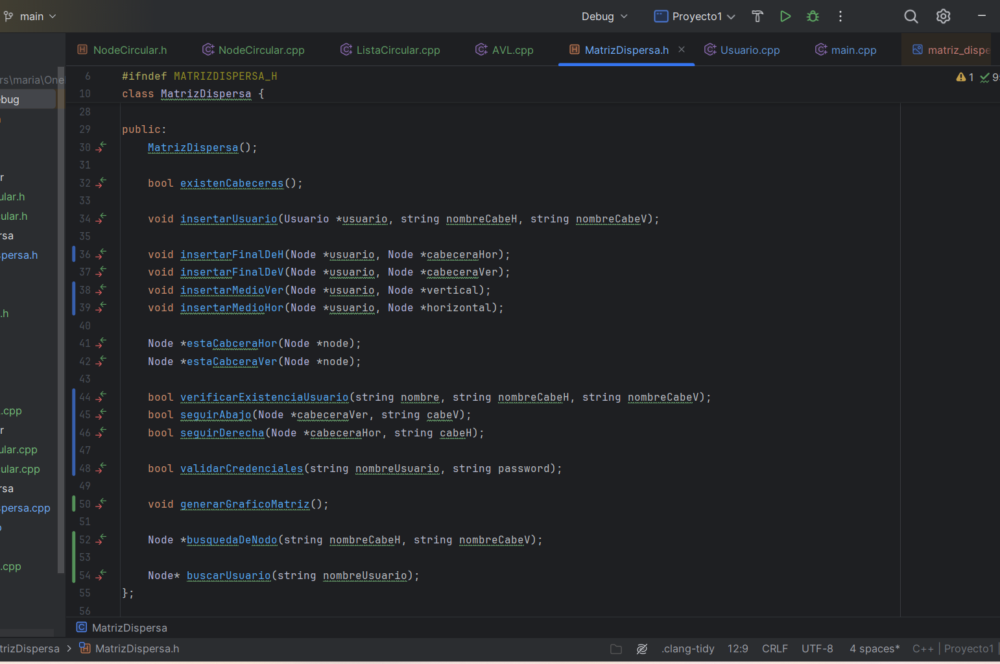 main
Debug
Proyecto1
NodeCircular.h
NodeCircular.cpp
ListaCircular.cpp
AVL.cpp
MatrizDispersa.h
Usuario.cpp
main.cpp
matriz_dispe
rs\maria\One
ebug
r
ular.h
ular.h
rsa
spersa.h
.h
.cpp
r
ular.cpp
ular.cpp
rsa
spersa.cpp
.cpp
1
6 #ifndef MATRIZDISPERSA_H
10 class MatrizDispersa {
28
29 public:
30 MatrizDispersa();
31
32 bool existenCabeceras();
33
34 void insertarUsuario(Usuario *usuario, string nombreCabeH, string nombreCabeV);
35
36 void insertarFinalDeH(Node *usuario, Node *cabeceraHor);
37 void insertarFinalDeV(Node *usuario, Node *cabeceraVer);
38 void insertarMedioVer(Node *usuario, Node *vertical);
39 void insertarMedioHor(Node *usuario, Node *horizontal);
40
41 Node *estaCabceraHor(Node *node);
42 Node *estaCabceraVer(Node *node);
43
44 bool verificarExistenciaUsuario(string nombre, string nombreCabeH, string nombreCabeV);
45 bool seguirAbajo(Node *cabeceraVer, string cabeV);
46 bool seguirDerecha(Node *cabeceraHor, string cabeH);
47
48 bool validarCredenciales(string nombreUsuario, string password);
49
50 void generarGraficoMatriz();
51
52 Node *busquedaDeNodo(string nombreCabeH, string nombreCabeV);
53
54 Node* buscarUsuario(string nombreUsuario);
55 };
56
MatrizDispersa
trizDispersa > MatrizDispersa.h
.clang-tidy 12:9 CRLF UTF-8 4 spaces* C++ Proyecto1